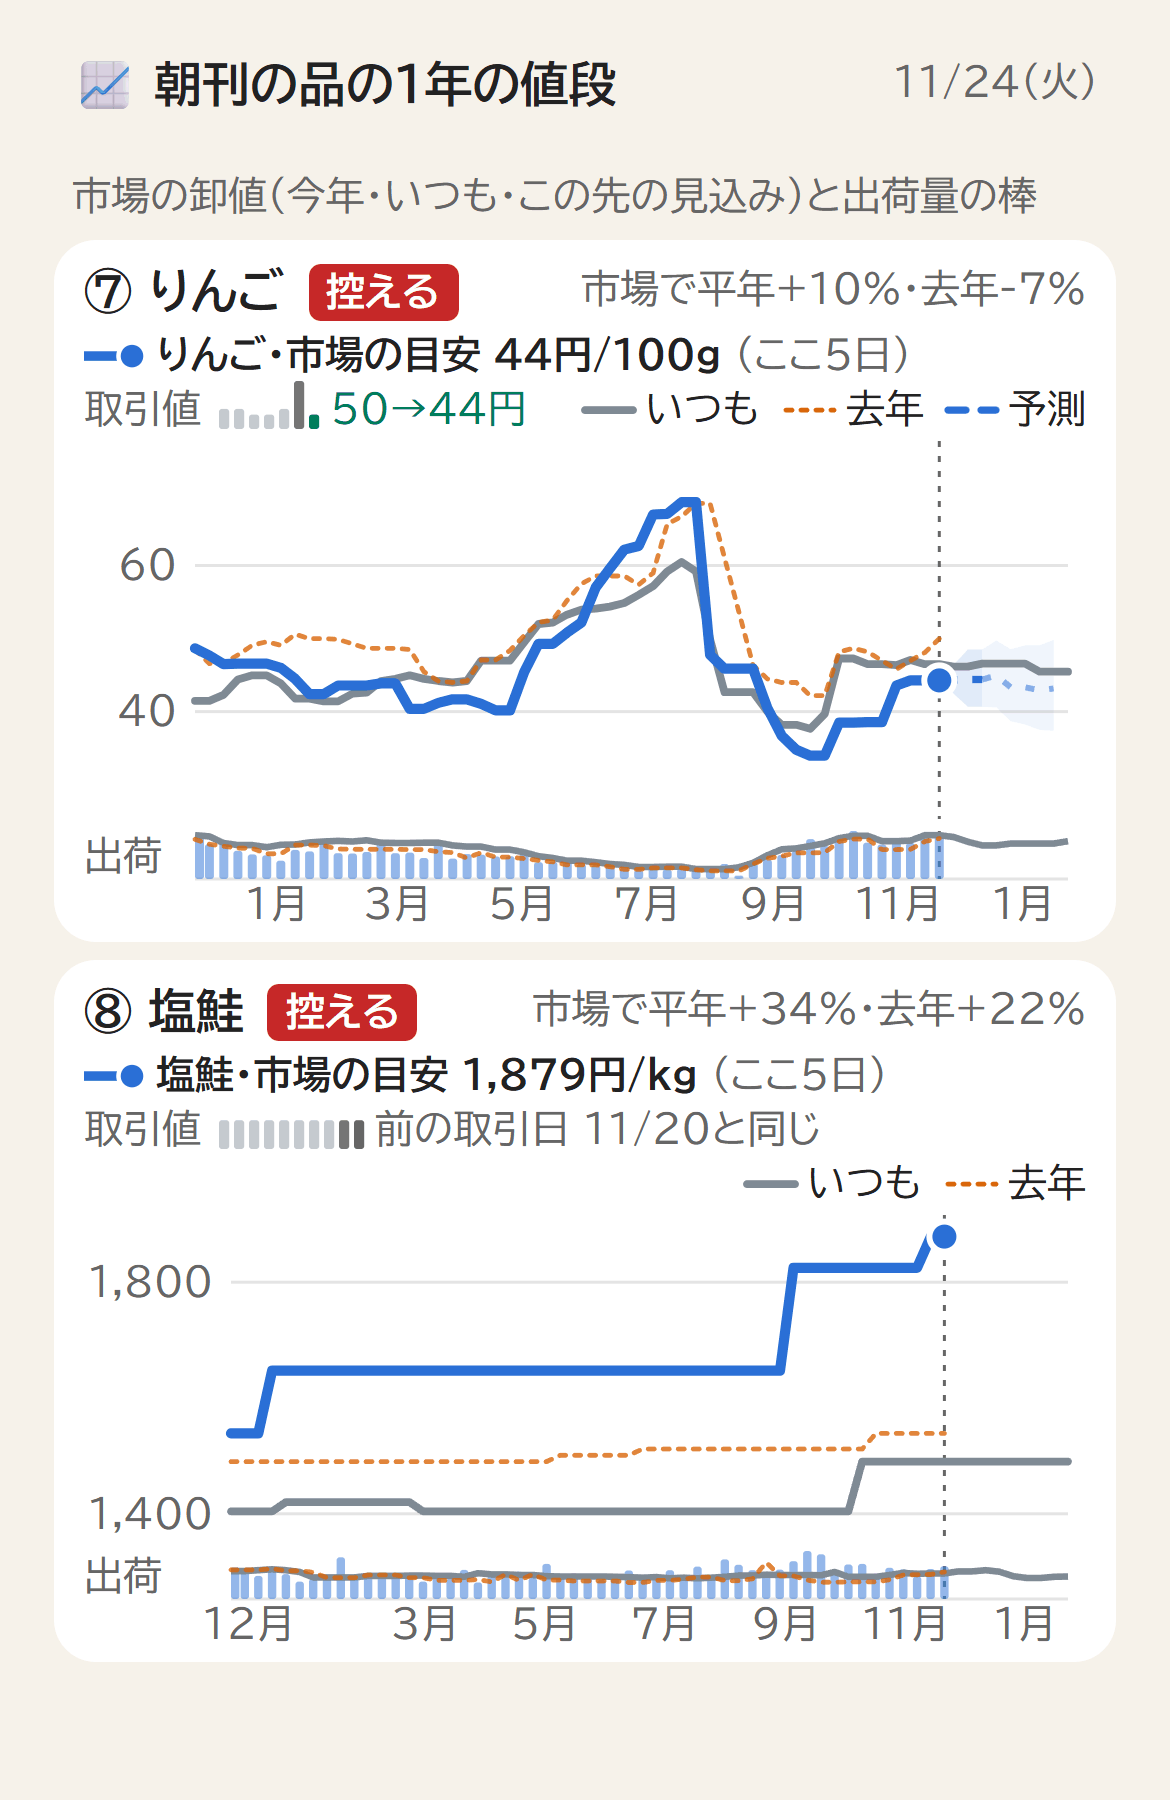 朝刊の品の1年の値段 11/24(火)
市場の卸値(今年・いつも・この先の見込み)と出荷量の棒
⑦ りんご 控える 市場で平年+10%・去年-7%
りんご・市場の目安 44円/100g (ここ5日)
取引値 50→44円 いつも 去年 予測
60
40
出荷
1月 3月 5月 7月 9月 11月 1月
⑧ 塩鮭 控える 市場で平年+34%・去年+22%
塩鮭・市場の目安 1,879円/kg (ここ5日)
取引値 前の取引日 11/20と同じ
いつも 去年
1,800
1,400
出荷
12月 3月 5月 7月 9月 11月 1月